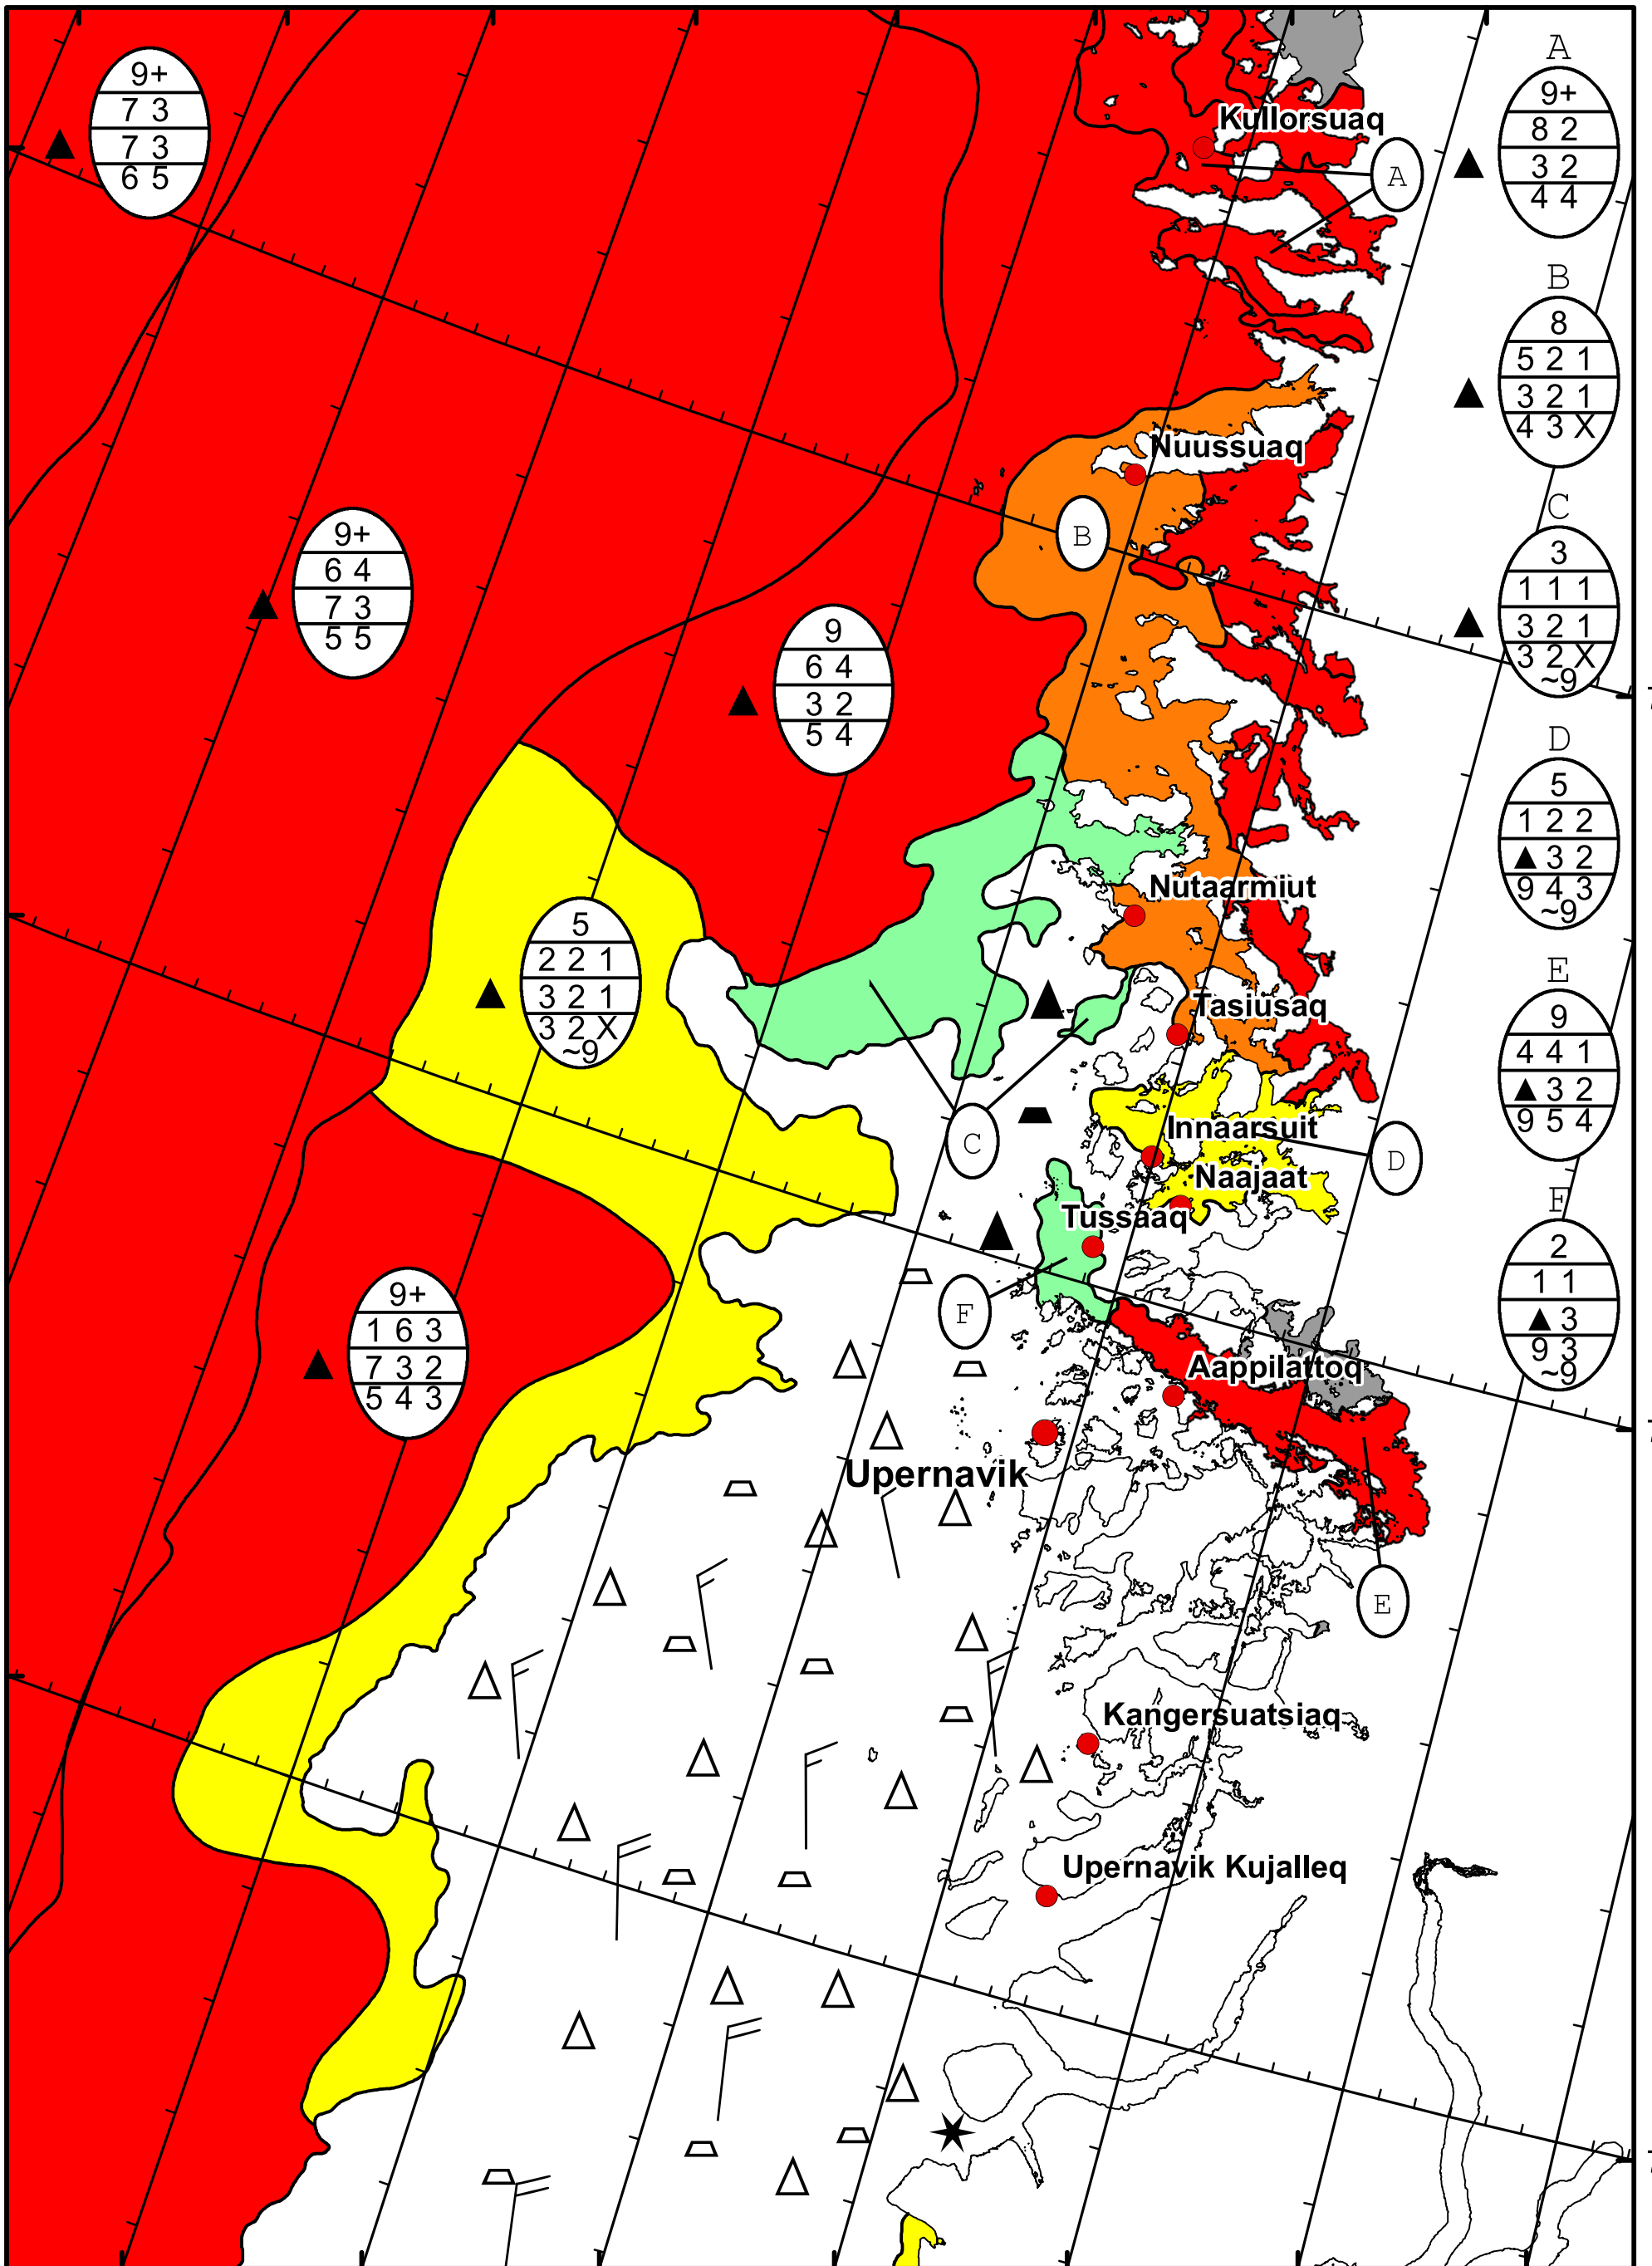 9+
7 3
7 3
6 5
Kullorsuaq
A
A
9+
8 2
3 2
4 4
B
8
5 2 1
3 2 1
4 3 X
Nuussuaq
B
9+
6 4
7 3
5 5
C
3
1 1 1
3 2 1
3 2 X
~9
9
6 4
3 2
5 4
D
5
1 2 2
▲ 3 2
9 4 3
~9
Nutaarmiut
5
2 2 1
3 2 1
3 2 X
~9
Tasiusaq
E
9
4 4 1
▲ 3 2
9 5 4
C
Innaarsuit
D
Naajaat
Tussaaq
F
F
2
1 1
▲ 3
9 3
~9
9+
1 6 3
7 3 2
5 4 3
Aappilattoq
Upernavik
E
Kangersuatsiaq
Upernavik Kujalleq